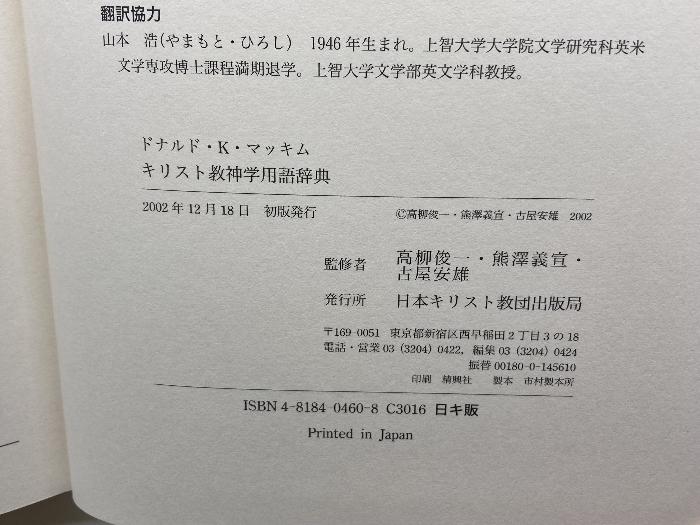 翻訳協力
山本　浩（やまもと・ひろし）　1946年生まれ。上智大学大学院文学研究科英米
文学専攻博士課程満期退学。上智大学文学部英文学科教授。
ドナルド・K・マッキム
キリスト教神学用語辞典
2002年12月18日　初版発行　©高柳俊一・熊澤義宣・古屋安雄　2002
監修者　高柳俊一・熊澤義宣・
古屋安雄
発行所　日本キリスト教団出版局
〒169-0051　東京都新宿区西早稲田2丁目3の18
電話・営業03 (3204) 0422, 編集03 (3204) 0424
振替00180-0-145610
印刷　精興社　製本　市村製本所
ISBN 4-8184-0460-8 C3016 日キ販
Printed in Japan